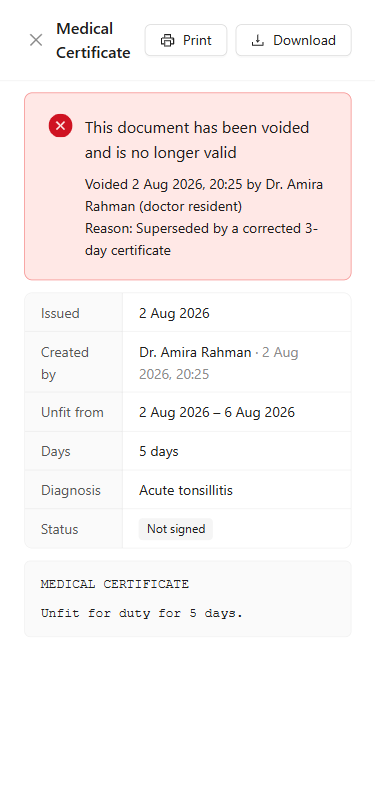 Medical
Certificate
Print
Download
This document has been voided
and is no longer valid
Voided 2 Aug 2026, 20:25 by Dr. Amira
Rahman (doctor resident)
Reason: Superseded by a corrected 3-
day certificate
Issued 2 Aug 2026
Created by Dr. Amira Rahman · 2 Aug 2026, 20:25
Unfit from 2 Aug 2026 – 6 Aug 2026
Days 5 days
Diagnosis Acute tonsillitis
Status Not signed
MEDICAL CERTIFICATE
Unfit for duty for 5 days.